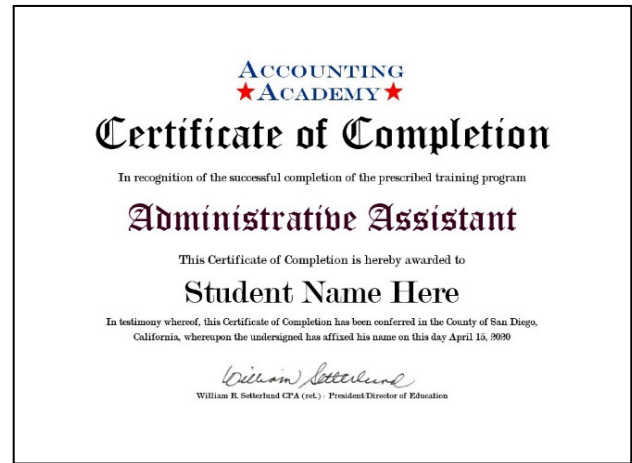 ACCOUNTING
★ACADEMY★
Certificate of Completion
In recognition of the successful completion of the prescribed training program
Administrative Assistant
This Certificate of Completion is hereby awarded to
Student Name Here
In testimony whereof, this Certificate of Completion has been conferred in the County of San Diego,
California, whereupon the undersigned has affixed his name on this day April 15, 2020
William Setterlund
William R. Setterlund CPA (ret.) - President/Director of Education